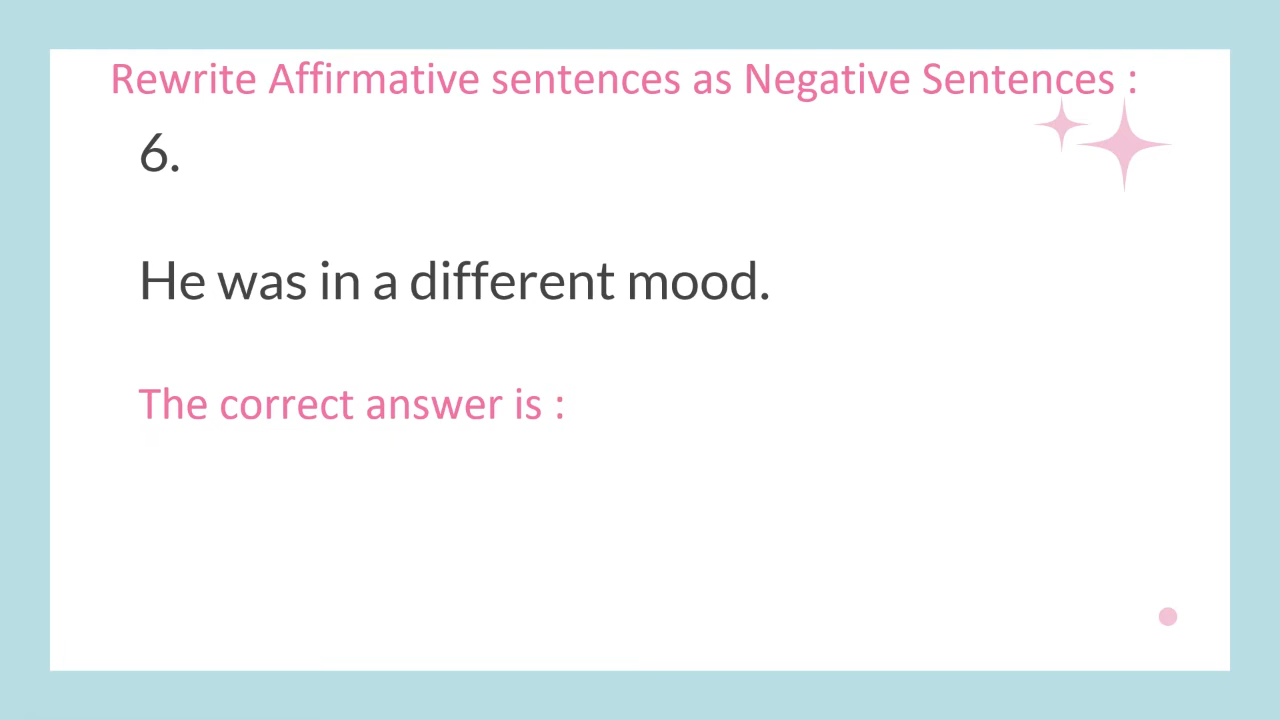 Rewrite Affirmative sentences as Negative Sentences :
6.
He was in a different mood.
The correct answer is :